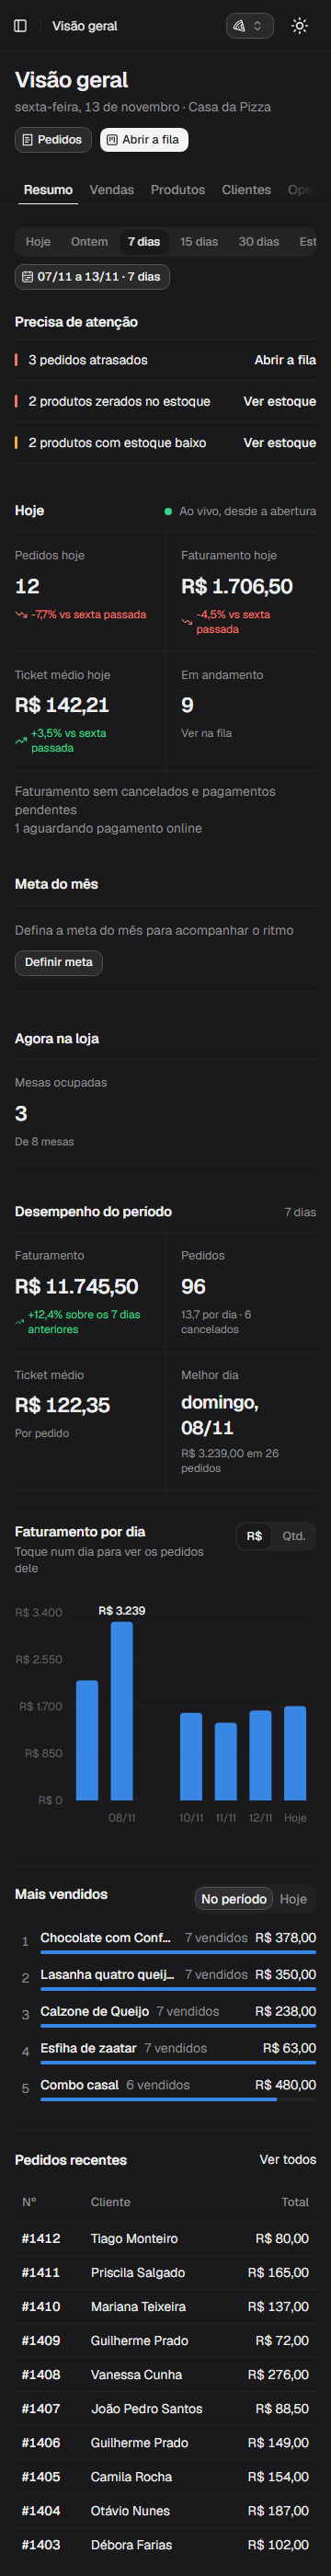 Visão geral
Visão geral
sexta-feira, 13 de novembro · Casa da Pizza
Pedidos
Abrir a fila
Resumo Vendas Produtos Clientes Ope
Hoje Ontem 7 dias 15 dias 30 dias Est
07/11 a 13/11 · 7 dias
Precisa de atenção
3 pedidos atrasados Abrir a fila
2 produtos zerados no estoque Ver estoque
2 produtos com estoque baixo Ver estoque
Hoje Ao vivo, desde a abertura
Pedidos hoje
12
-7,7% vs sexta passada
Faturamento hoje
R$ 1.706,50
-4,5% vs sexta
passada
Ticket médio hoje
R$ 142,21
+3,5% vs sexta
passada
Em andamento
9
Ver na fila
Faturamento sem cancelados e pagamentos
pendentes
1 aguardando pagamento online
Meta do mês
Defina a meta do mês para acompanhar o ritmo
Definir meta
Agora na loja
Mesas ocupadas
3
De 8 mesas
Desempenho do período 7 dias
Faturamento
R$ 11.745,50
+12,4% sobre os 7 dias
anteriores
Pedidos
96
13,7 por dia · 6
cancelados
Ticket médio
R$ 122,35
Por pedido
Melhor dia
domingo,
08/11
R$ 3.239,00 em 26
pedidos
Faturamento por dia
Toque num dia para ver os pedidos
dele
R$ Qtd.
R$ 3.239
R$ 3.400
R$ 2.550
R$ 1.700
R$ 850
R$ 0
08/11 10/11 11/11 12/11 Hoje
Mais vendidos No período Hoje
1 Chocolate com Conf... 7 vendidos R$ 378,00
2 Lasanha quatro queij... 7 vendidos R$ 350,00
3 Calzone de Queijo 7 vendidos R$ 238,00
4 Esfiha de zaatar 7 vendidos R$ 63,00
5 Combo casal 6 vendidos R$ 480,00
Pedidos recentes Ver todos
Nº Cliente Total
#1412 Tiago Monteiro R$ 80,00
#1411 Priscila Salgado R$ 165,00
#1410 Mariana Teixeira R$ 137,00
#1409 Guilherme Prado R$ 72,00
#1408 Vanessa Cunha R$ 276,00
#1407 João Pedro Santos R$ 88,50
#1406 Guilherme Prado R$ 149,00
#1405 Camila Rocha R$ 154,00
#1404 Otávio Nunes R$ 187,00
#1403 Débora Farias R$ 102,00